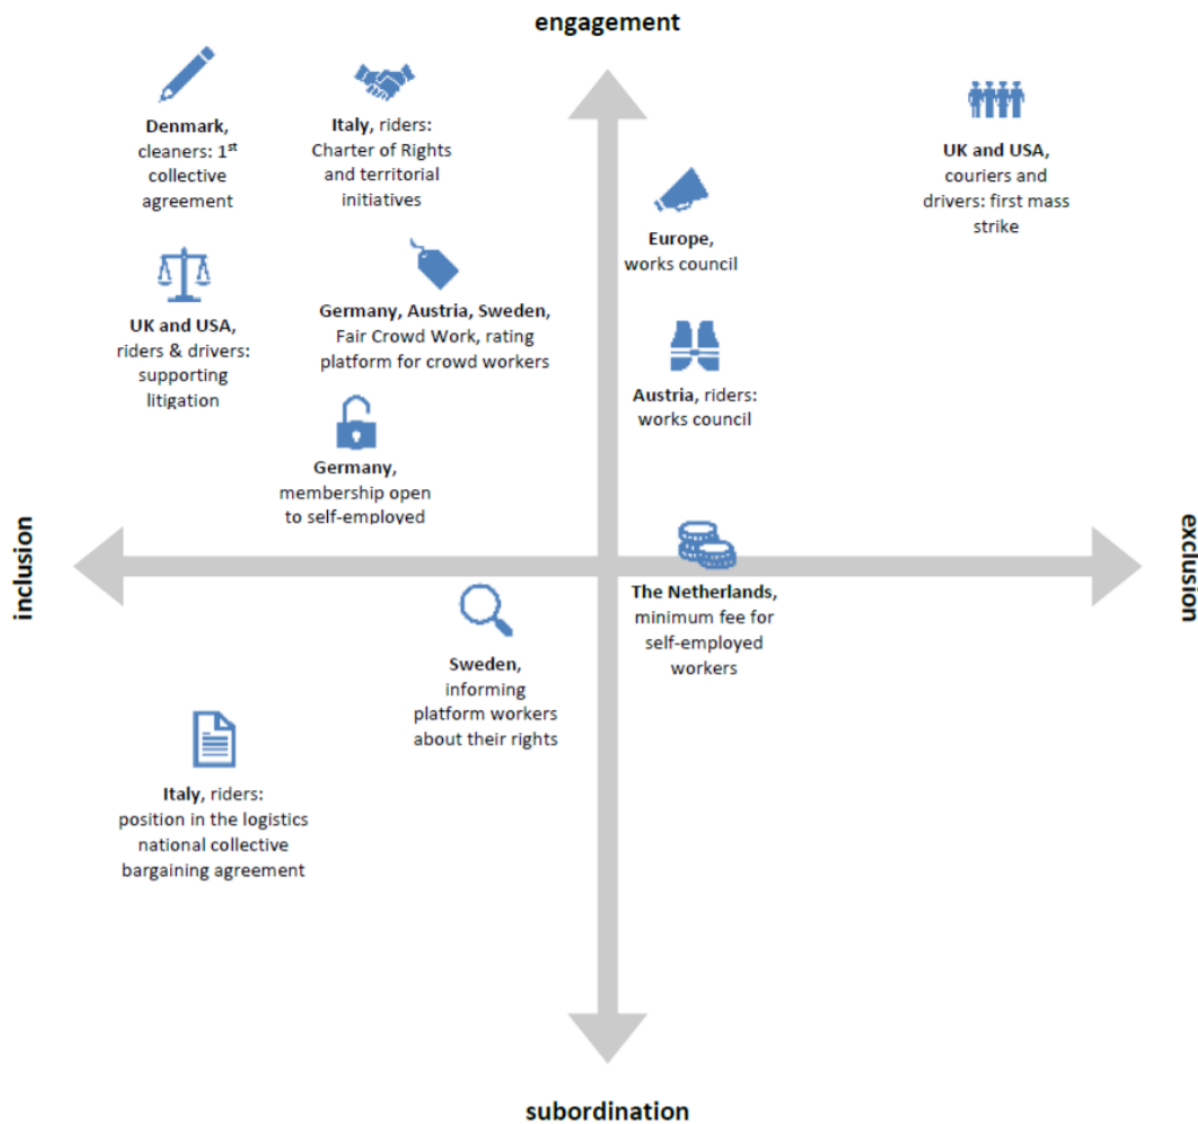 engagement
Denmark,
cleaners: 1st
collective
agreement
Italy, riders:
Charter of Rights
and territorial
initiatives
UK and USA,
couriers and
drivers: first mass
strike
Europe,
works council
UK and USA,
riders & drivers:
supporting
litigation
Germany, Austria, Sweden,
Fair Crowd Work, rating
platform for crowd workers
Austria, riders:
works council
Germany,
membership open
to self-employed
inclusion
exclusion
The Netherlands,
minimum fee for
self-employed
workers
Sweden,
informing
platform workers
about their rights
Italy, riders:
position in the logistics
national collective
bargaining agreement
subordination